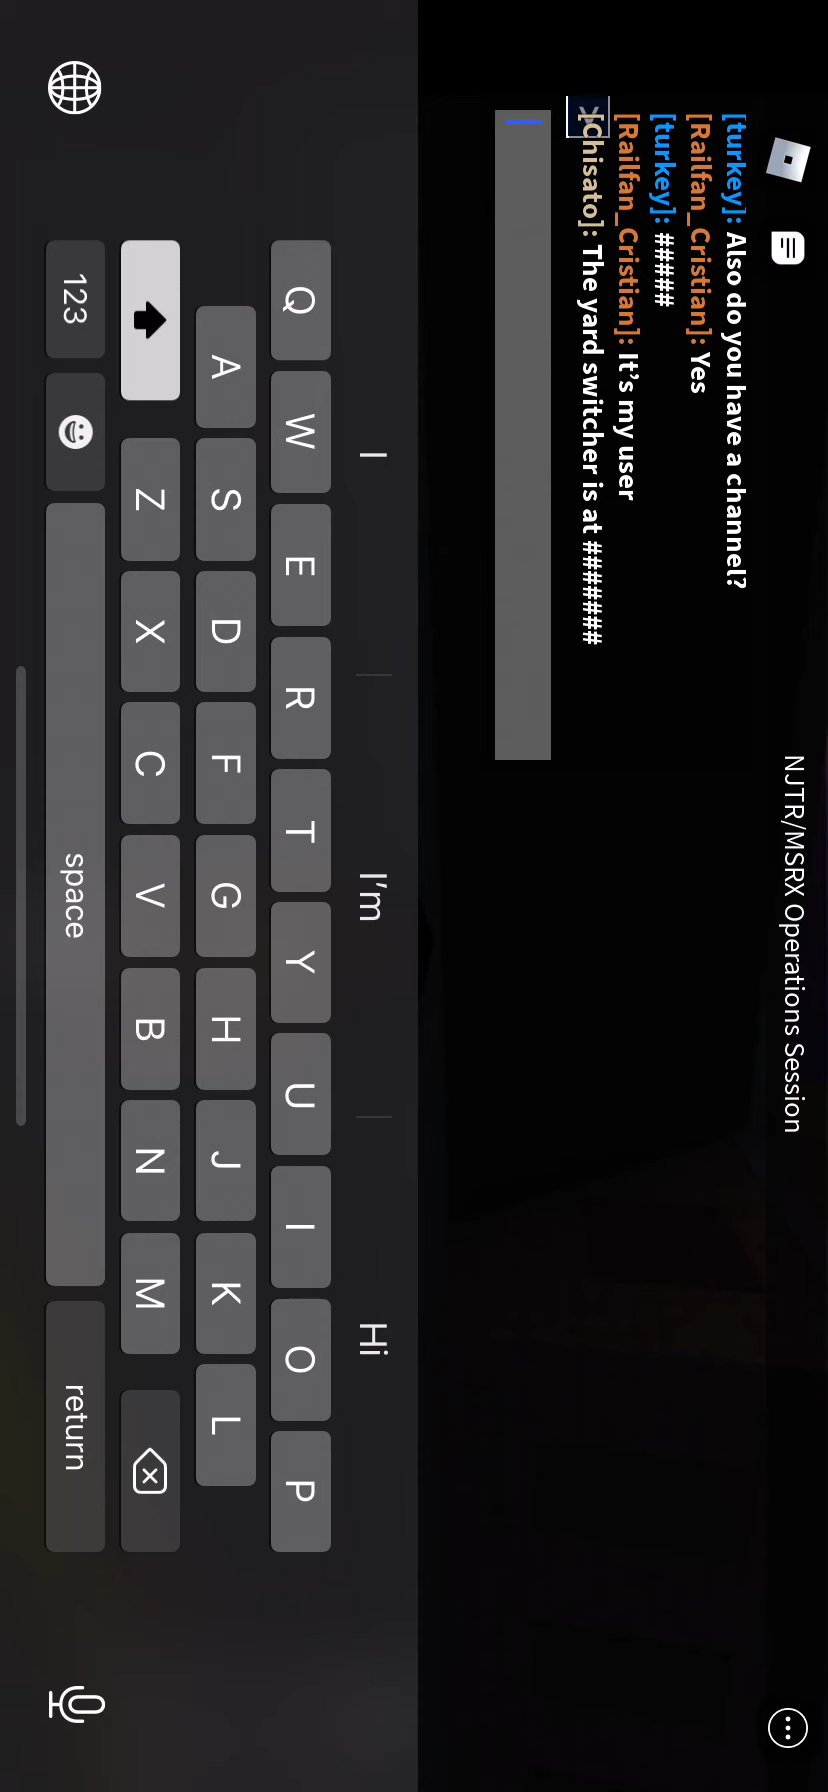 NJTR/MSRX Operations Session
[turkey]: Also do you have a channel?
[Railfan_Cristian]: Yes
[turkey]: #####
[Railfan_Cristian]: It’s my user
[Chisato]: The yard switcher is at #######
I I’m Hi
Q W E R T Y U I O P
A S D F G H J K L
Z X C V B N M
123 space return